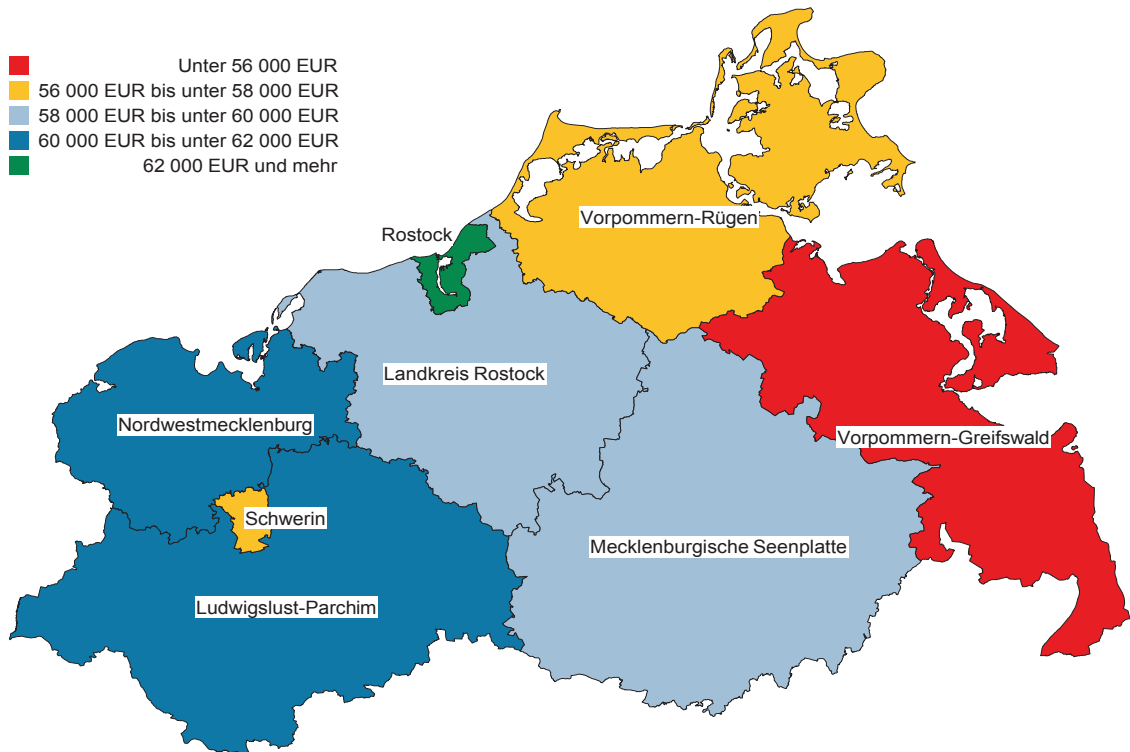 Unter 56 000 EUR
56 000 EUR bis unter 58 000 EUR
58 000 EUR bis unter 60 000 EUR
60 000 EUR bis unter 62 000 EUR
62 000 EUR und mehr
Vorpommern-Rügen
Rostock
Landkreis Rostock
Nordwestmecklenburg
Vorpommern-Greifswald
Schwerin
Mecklenburgische Seenplatte
Ludwigslust-Parchim